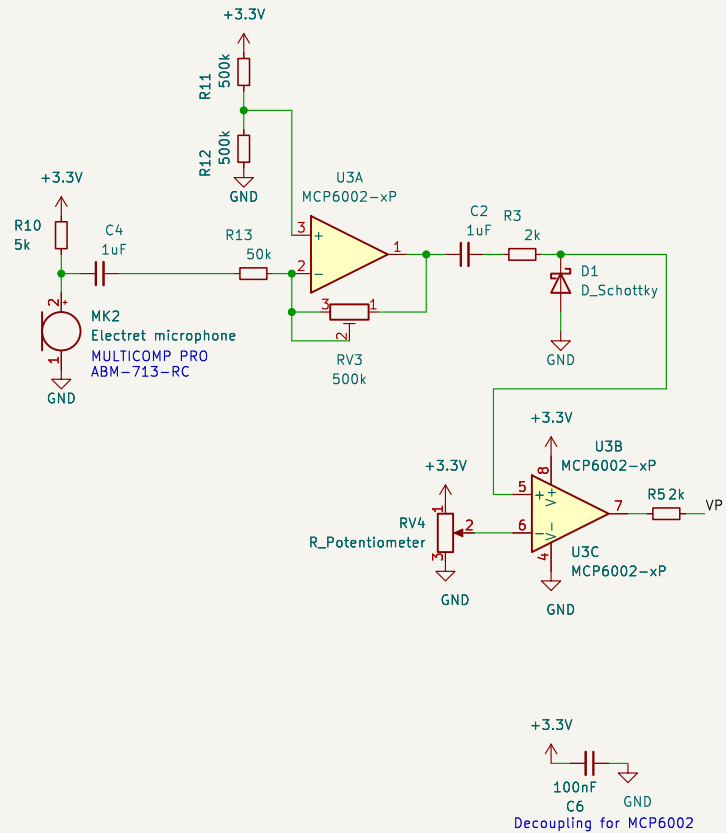 +3.3V
R11
500k
R12
500k
GND
+3.3V
R10
5k
C4
1uF
2
+
MK2
Electret microphone
MULTICOMP PRO
ABM-713-RC
1
GND
R13
50k
U3A
MCP6002-xP
3
+
2
−
1
3
1
2
RV3
500k
C2
1uF
R3
2k
D1
D_Schottky
GND
+3.3V
U3B
MCP6002-xP
8
V+
5
+
6
−
V-
4
7
U3C
MCP6002-xP
GND
R5
2k
VP
+3.3V
1
RV4
R_Potentiometer
2
3
GND
+3.3V
100nF
C6
GND
Decoupling for MCP6002